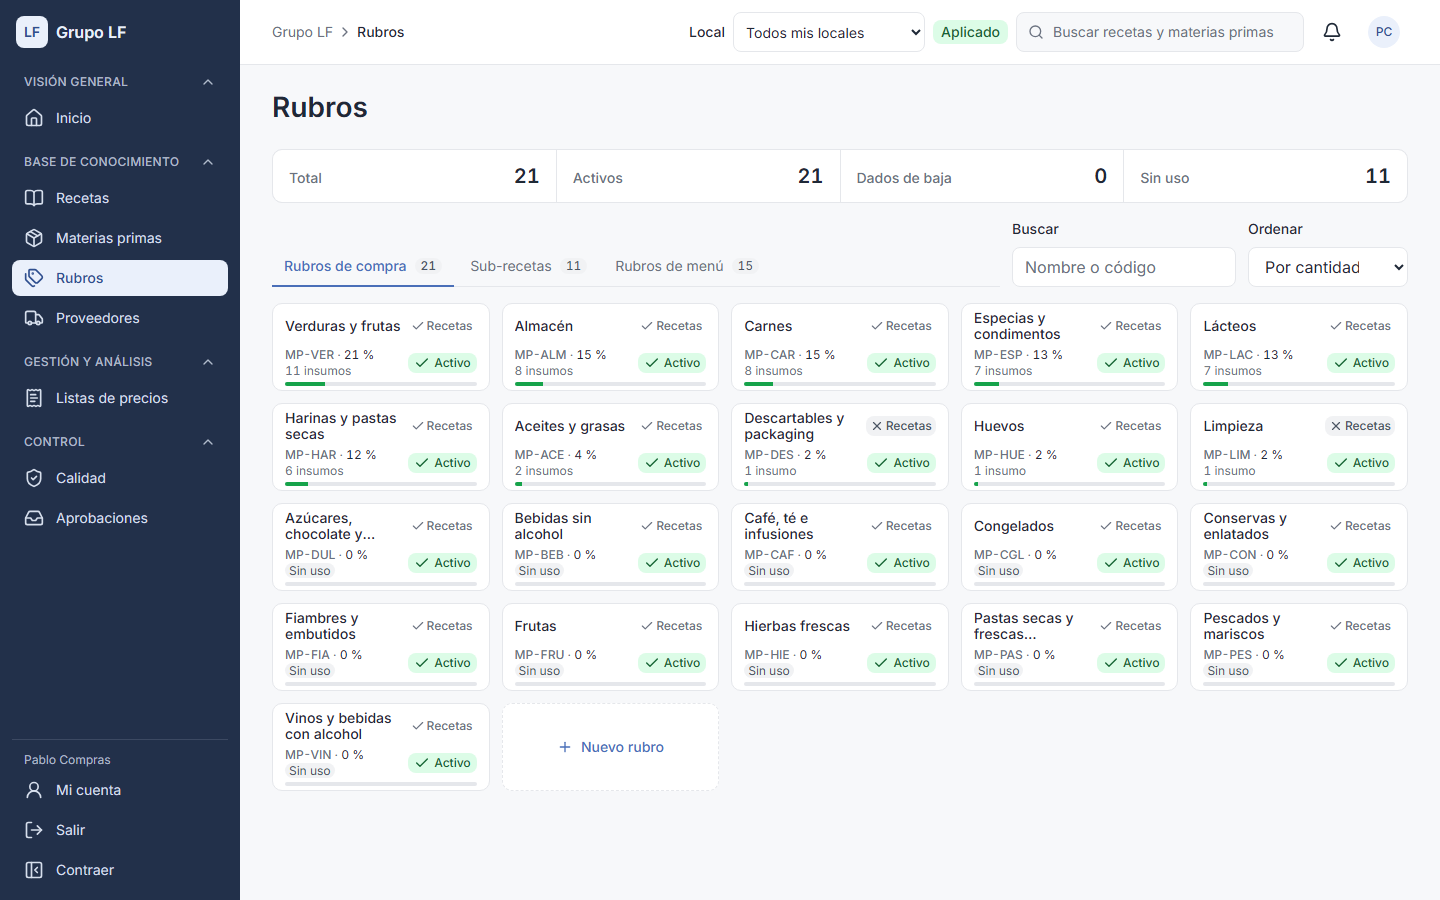 LF Grupo LF
VISIÓN GENERAL
Inicio
BASE DE CONOCIMIENTO
Recetas
Materias primas
Rubros
Proveedores
GESTIÓN Y ANÁLISIS
Listas de precios
CONTROL
Calidad
Aprobaciones
Pablo Compras
Mi cuenta
Salir
Contraer
Grupo LF > Rubros
Local
Todos mis locales
Aplicado
Buscar recetas y materias primas
PC
Rubros
Total 21
Activos 21
Dados de baja 0
Sin uso 11
Rubros de compra 21
Sub-recetas 11
Rubros de menú 15
Buscar
Nombre o código
Ordenar
Por cantidad
Verduras y frutas
Recetas
MP-VER · 21 %
11 insumos
Activo
Almacén
Recetas
MP-ALM · 15 %
8 insumos
Activo
Carnes
Recetas
MP-CAR · 15 %
8 insumos
Activo
Especias y
condimentos
Recetas
MP-ESP · 13 %
7 insumos
Activo
Lácteos
Recetas
MP-LAC · 13 %
7 insumos
Activo
Harinas y pastas
secas
Recetas
MP-HAR · 12 %
6 insumos
Activo
Aceites y grasas
Recetas
MP-ACE · 4 %
2 insumos
Activo
Descartables y
packaging
Recetas
MP-DES · 2 %
1 insumo
Activo
Huevos
Recetas
MP-HUE · 2 %
1 insumo
Activo
Limpieza
Recetas
MP-LIM · 2 %
1 insumo
Activo
Azúcares,
chocolate y...
Recetas
MP-DUL · 0 %
Sin uso
Activo
Bebidas sin
alcohol
Recetas
MP-BEB · 0 %
Sin uso
Activo
Café, té e
infusiones
Recetas
MP-CAF · 0 %
Sin uso
Activo
Congelados
Recetas
MP-CGL · 0 %
Sin uso
Activo
Conservas y
enlatados
Recetas
MP-CON · 0 %
Sin uso
Activo
Fiambres y
embutidos
Recetas
MP-FIA · 0 %
Sin uso
Activo
Frutas
Recetas
MP-FRU · 0 %
Sin uso
Activo
Hierbas frescas
Recetas
MP-HIE · 0 %
Sin uso
Activo
Pastas secas y
frescas...
Recetas
MP-PAS · 0 %
Sin uso
Activo
Pescados y
mariscos
Recetas
MP-PES · 0 %
Sin uso
Activo
Vinos y bebidas
con alcohol
Recetas
MP-VIN · 0 %
Sin uso
Activo
+ Nuevo rubro